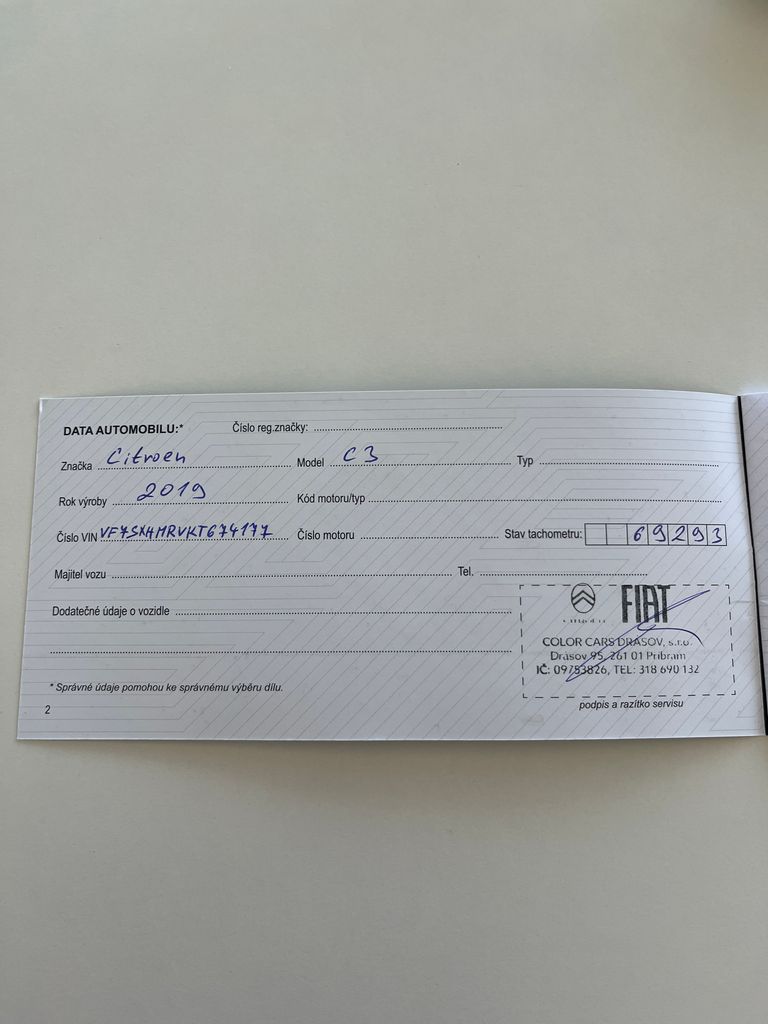 DATA AUTOMOBILU:* Číslo reg.značky:
Značka Citroen Model C3 Typ
Rok výroby 2019 Kód motoru/typ
Číslo VIN VF7SXHMRVKT674177 Číslo motoru Stav tachometru: 69293
Majitel vozu Tel.
Dodatečné údaje o vozidle
FIAT
COLOR CARS DRASOV, s.r.o.
Drásov 95, 261 01 Příbram
IČ: 09753826, TEL: 318 690 132
* Správné údaje pomohou ke správnému výběru dílu.
podpis a razítko servisu
2